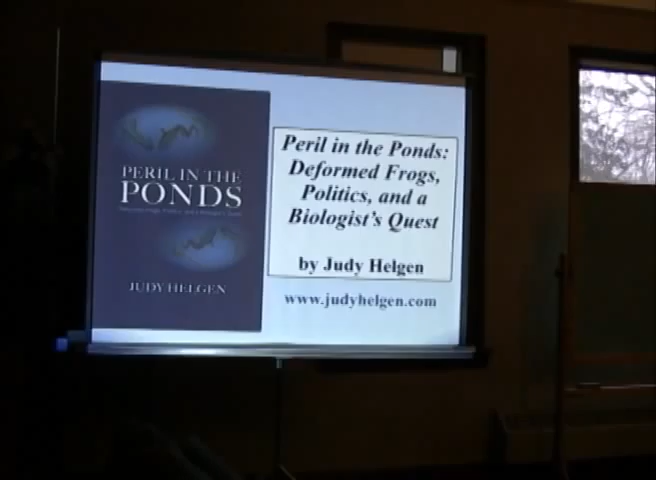 PERIL IN THE
PONDS
JUDY HELGEN
Peril in the Ponds:
Deformed Frogs,
Politics, and a
Biologist's Quest
by Judy Helgen
www.judyhelgen.com